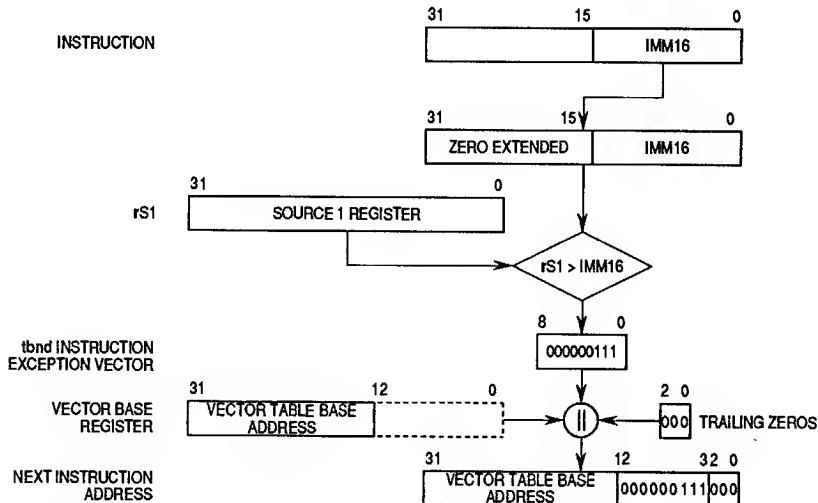 31 15 0
INSTRUCTION IMM16
31 15 0
ZERO EXTENDED IMM16
31 0
rS1 SOURCE 1 REGISTER
rS1 > IMM16
8 0
tbnd INSTRUCTION
EXCEPTION VECTOR
000000111
31 12 0
VECTOR BASE
REGISTER
VECTOR TABLE BASE
ADDRESS
||
2 0
000 TRAILING ZEROS
31 12 32 0
NEXT INSTRUCTION
ADDRESS
VECTOR TABLE BASE
ADDRESS
000000111 000